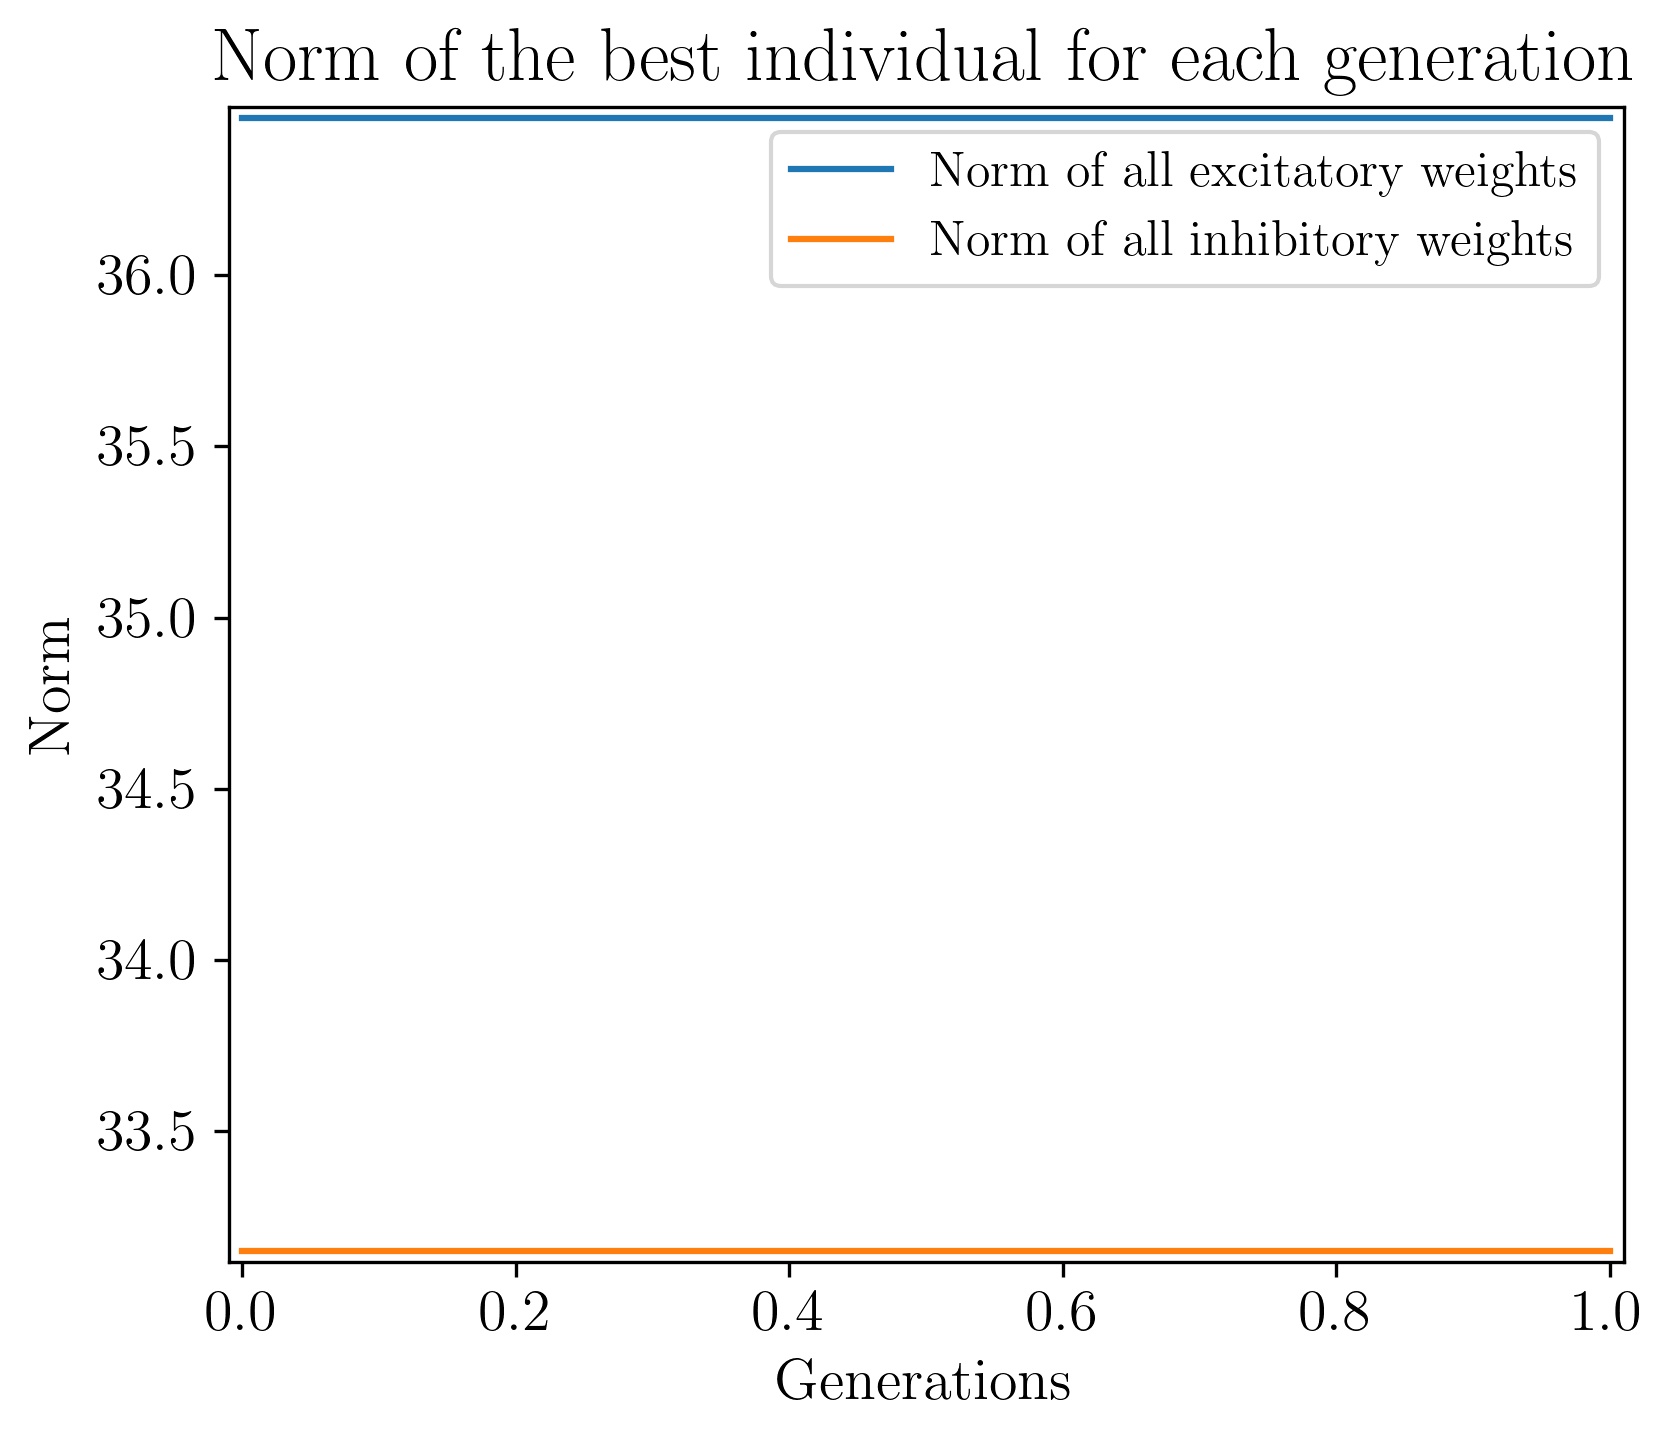 Norm of the best individual for each generation
Norm of all excitatory weights
Norm of all inhibitory weights
36.0
35.5
35.0
34.5
34.0
33.5
Norm
0.0 0.2 0.4 0.6 0.8 1.0
Generations